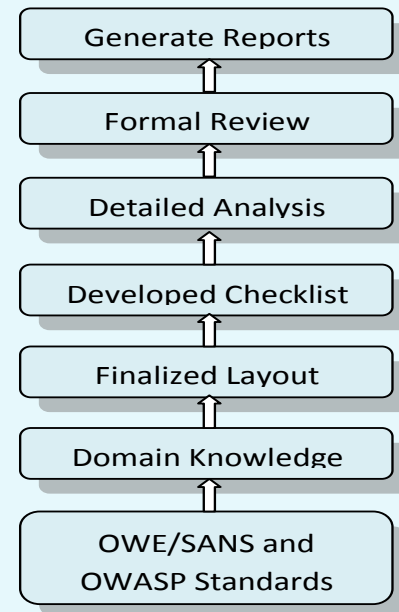 Generate Reports
Formal Review
Detailed Analysis
Developed Checklist
Finalized Layout
Domain Knowledge
OWE/SANS and
OWASP Standards